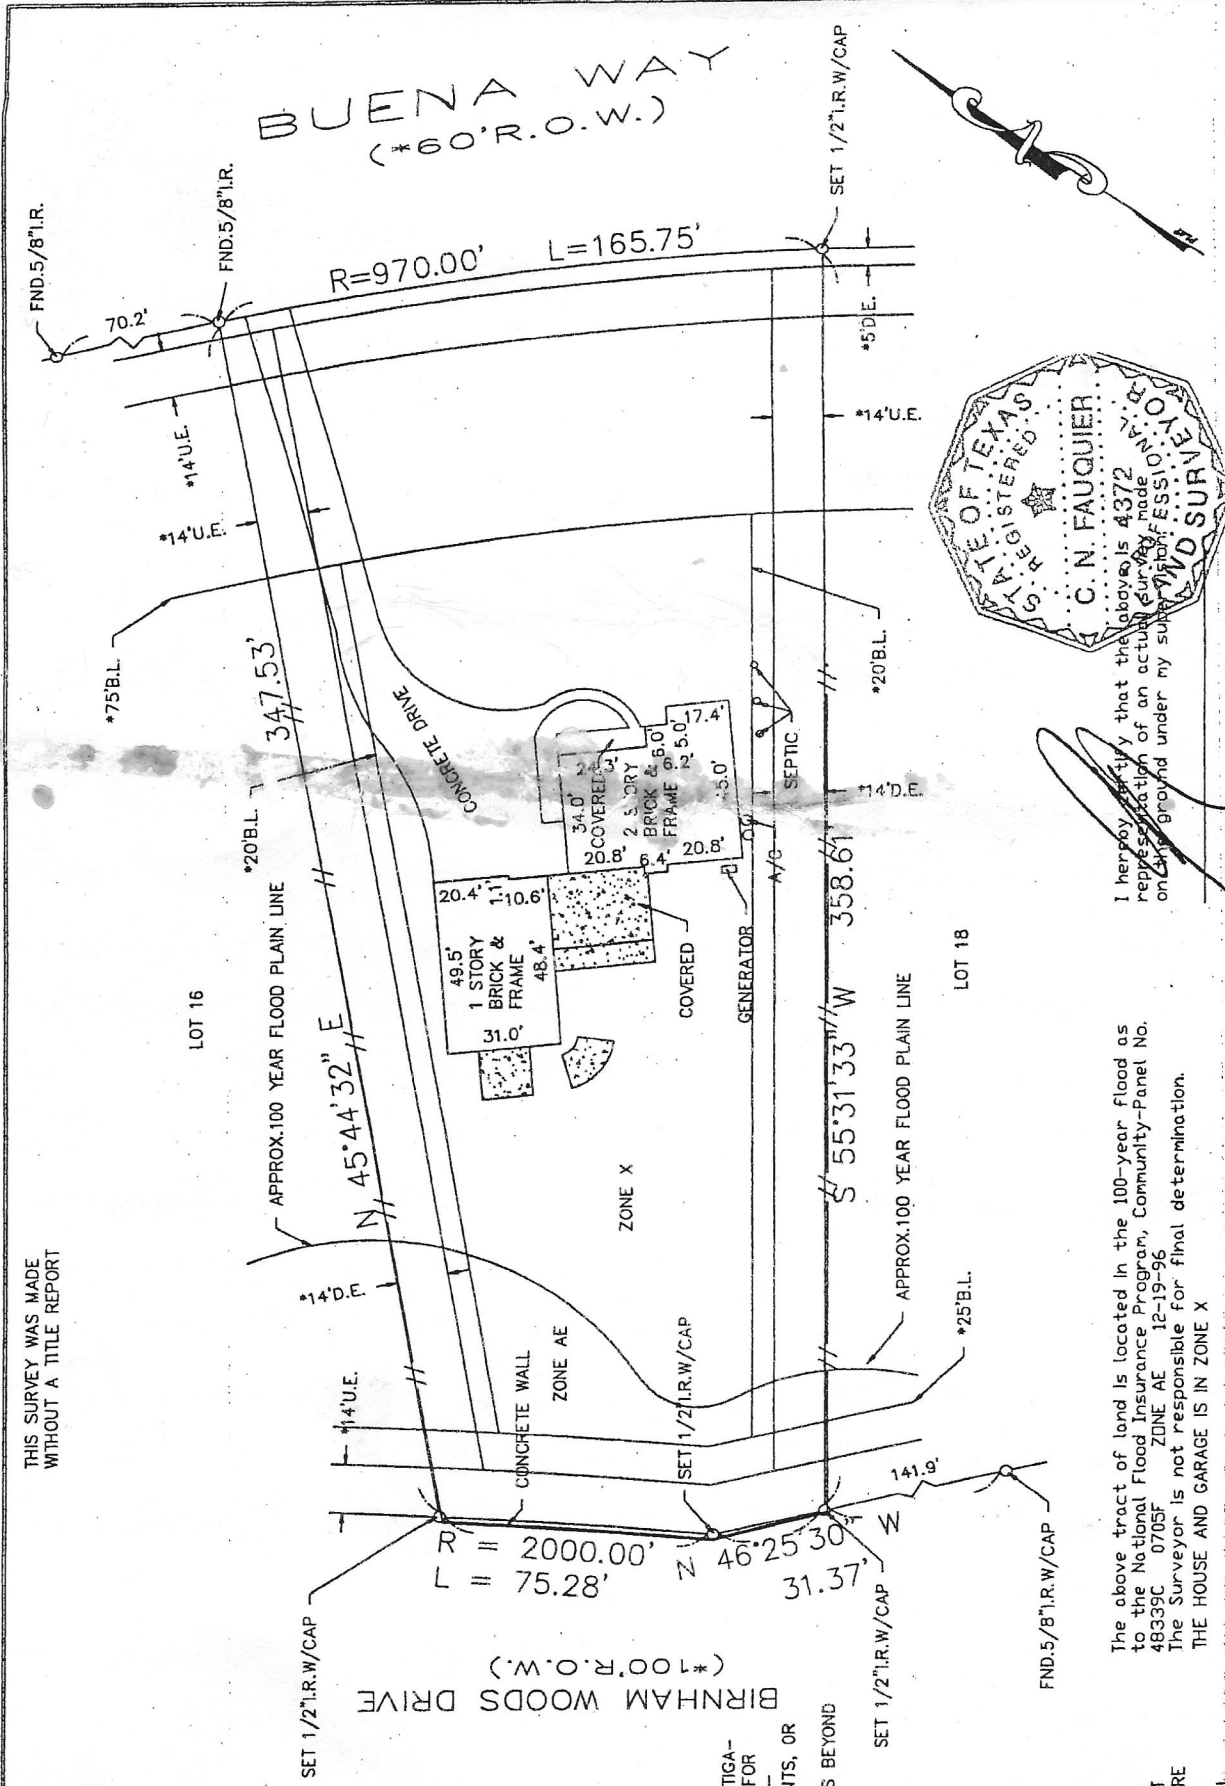 THIS SURVEY WAS MADE
WITHOUT A TITLE REPORT
BUENA WAY
(*60'R.O.W.)
FND.5/8"I.R.
70.2'
FND.5/8"I.R.
R=970.00'
L=165.75'
SET 1/2"I.R.W/CAP
*14'U.E.
*14'U.E.
*5'D.E.
*14'U.E.
*75'B.L.
347.53'
*20'B.L.
CONCRETE DRIVE
*20'B.L.
SEPTIC
*14'D.E.
34.0'
COVERED
24.3'
2 STORY
BRICK &
FRAME
6.0'
6.2'
5.0'
17.4'
20.8'
6.4'
20.8'
A/C
GENERATOR
COVERED
20.4'
1.1'
10.6'
49.5'
1 STORY
BRICK &
FRAME
48.4'
31.0'
LOT 16
APPROX.100 YEAR FLOOD PLAIN LINE
N 45°44'32" E
S 55°31'33" W 358.61'
LOT 18
ZONE X
APPROX.100 YEAR FLOOD PLAIN LINE
*14'D.E.
ZONE AE
*14'U.E.
CONCRETE WALL
SET 1/2"I.R.W/CAP
*25'B.L.
141.9'
SET 1/2"I.R.W/CAP
R = 2000.00'
L = 75.28'
N 46°25'30" W
31.37'
SET 1/2"I.R.W/CAP
FND.5/8"I.R.W/CAP
BIRNHAM WOODS DRIVE
(*100'R.O.W.)
STATE OF TEXAS
REGISTERED
C. N. FAUQUIER
4372
PROFESSIONAL
LAND SURVEYOR
I hereby certify that the above is a
representation of an actual survey made
on the ground under my supervision.
The above tract of land is located in the 100-year flood as
to the National Flood Insurance Program, Community-Panel No.
48339C 0705F ZONE AE 12-19-96
The Surveyor is not responsible for final determination.
THE HOUSE AND GARAGE IS IN ZONE X
TIGA-
FOR
NTS, OR
S BEYOND
T
RE